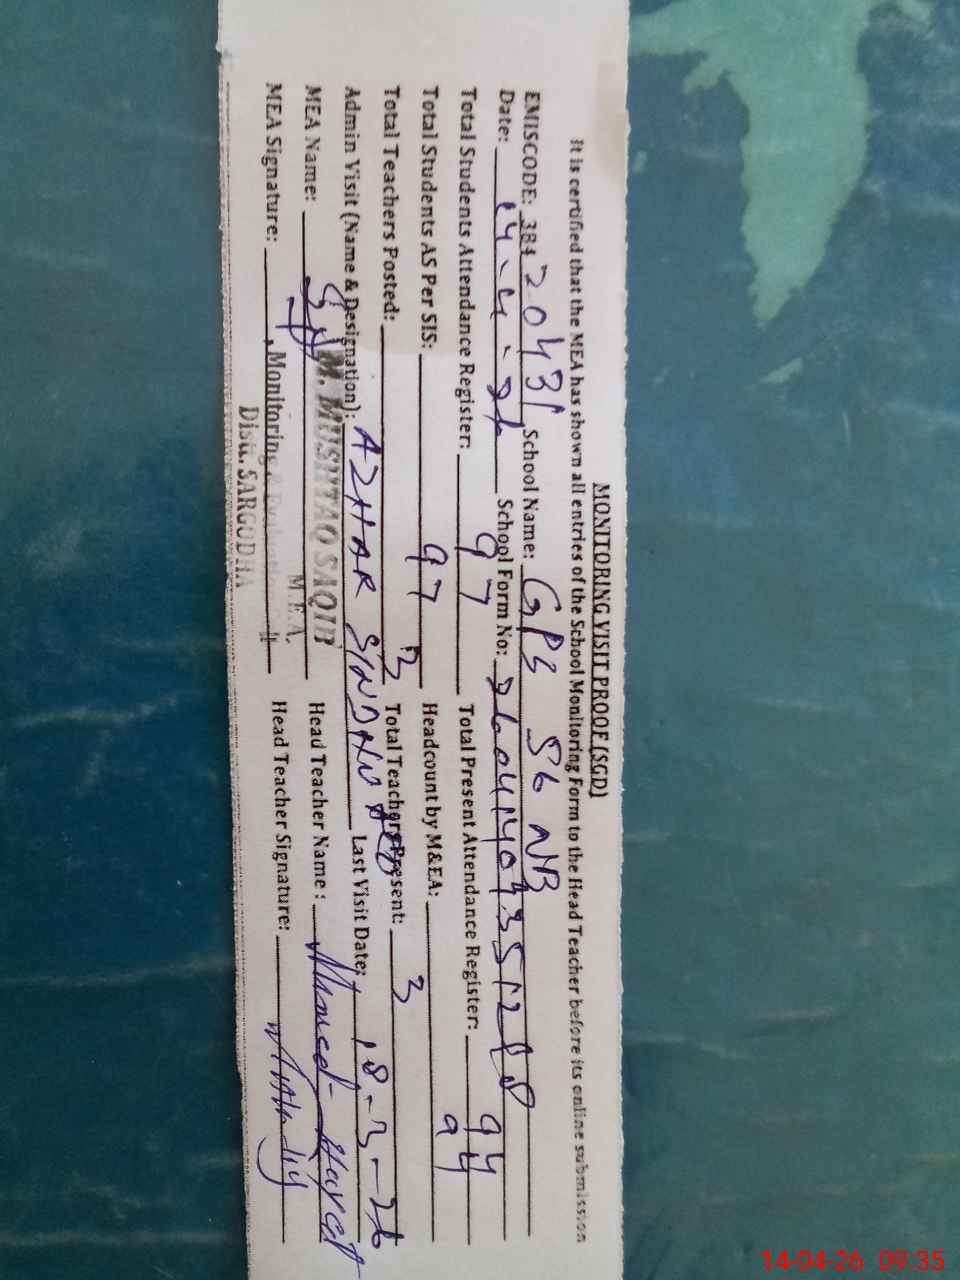 MONITORING VISIT PROOF (SGD)
It is certified that the MEA has shown all entries of the School Monitoring Form to the Head Teacher before its online submission
EMISCODE: 384 20431 School Name: GPS 56 NB
Date: 14-4-26 School Form No:
Total Students Attendance Register: 97 Total Present Attendance Register: 94
Total Students AS Per SIS: 97 Headcount by M&EA: 94
Total Teachers Posted: 3 Total Teachers Present: 3
Admin Visit (Name & Designation): AZHAR Last Visit Date: 18-3-26
MEA Name: M. MUSHTAQ SAQIB Head Teacher Name:
M.E.A.
MEA Signature: Monitoring & Head Teacher Signature:
Distt. SARGODHA
14-04-26 09:35